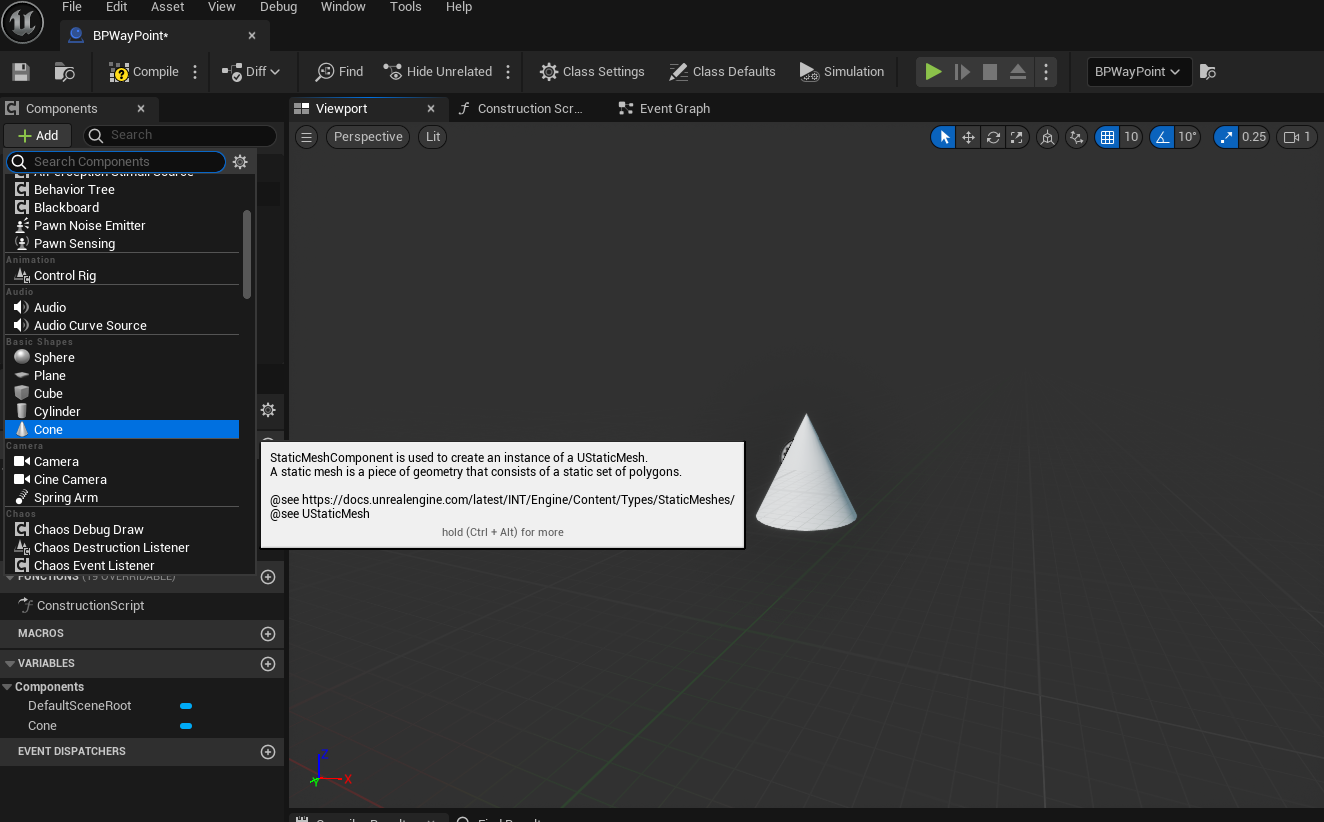 File Edit Asset View Debug Window Tools Help
BPWayPoint*
Compile Diff Find Hide Unrelated Class Settings Class Defaults Simulation BPWayPoint
Components Viewport Construction Scr... Event Graph
Add Search Perspective Lit 10 10° 0.25 1
Search Components
Behavior Tree
Blackboard
Pawn Noise Emitter
Pawn Sensing
Animation
Control Rig
Audio
Audio
Audio Curve Source
Basic Shapes
Sphere
Plane
Cube
Cylinder
Cone
Camera
Camera
Cine Camera
Spring Arm
Chaos
Chaos Debug Draw
Chaos Destruction Listener
Chaos Event Listener
StaticMeshComponent is used to create an instance of a UStaticMesh.
A static mesh is a piece of geometry that consists of a static set of polygons.
@see https://docs.unrealengine.com/latest/INT/Engine/Content/Types/StaticMeshes/
@see UStaticMesh
hold (Ctrl + Alt) for more
FUNCTIONS (19 OVERRIDABLE)
ConstructionScript
MACROS
VARIABLES
Components
DefaultSceneRoot
Cone
EVENT DISPATCHERS
Z
X
Y